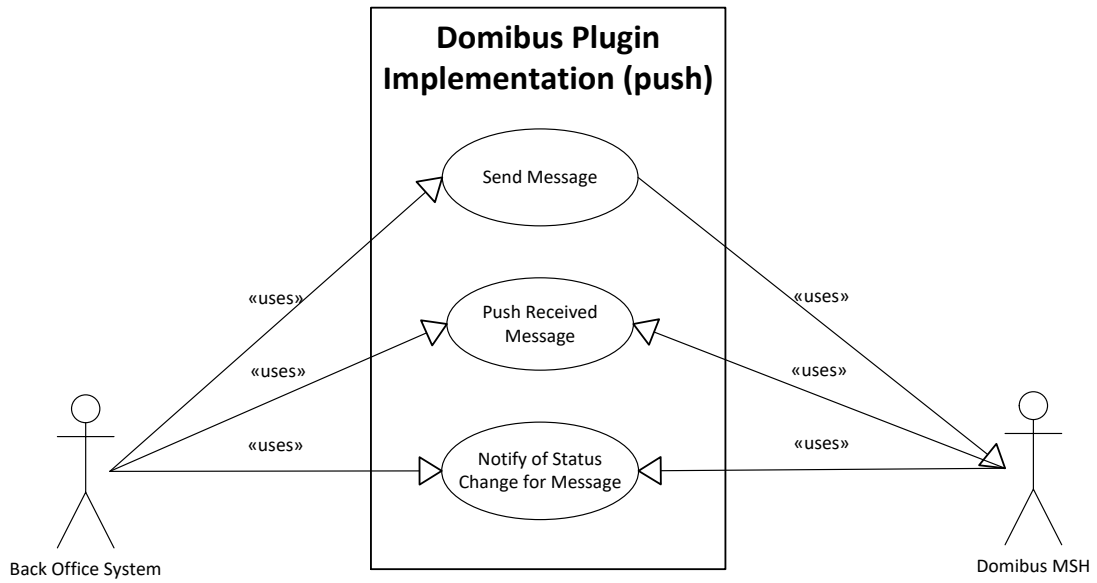 Domibus Plugin
Implementation (push)
Send Message
«uses»
«uses»
Push Received
Message
«uses»
«uses»
«uses»
«uses»
Notify of Status
Change for Message
Back Office System
Domibus MSH